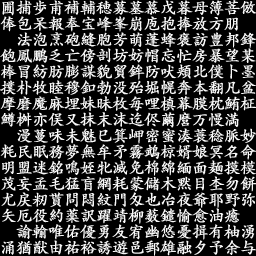 圃捕歩甫補輔穂募墓慕戊暮母簿菩倣
俸包呆報奉宝峰峯崩庖抱捧放方朋
法泡烹砲縫胞芳萌蓬蜂褒訪豊邦鋒
飽鳳鵬乏亡傍剖坊妨帽忘忙房暴望某
棒冒紡肪膨謀貌貿鉾防吠頬北僕卜墨
撲朴牧睦穆釦勃没殆堀幌奔本翻凡盆
摩磨魔麻埋妹昧枚毎哩槙幕膜枕鮪柾
鱒桝亦俣又抹末沫迄侭繭麿万慢満
漫蔓味未魅巳箕岬密蜜湊蓑稔脈妙
粍民眠務夢無牟矛霧鵡椋婿娘冥名命
明盟迷銘鳴姪牝滅免棉綿緬面麺摸模
茂妄孟毛猛盲網耗蒙儲木黙目杢勿餅
尤戻籾貰問悶紋門匁也冶夜爺耶野弥
矢厄役約薬訳躍靖柳薮鑓愉愈油癒
諭輸唯佑優勇友宥幽悠憂揖有柚湧
涌猶猷由祐裕誘遊邑郵雄融夕予余与